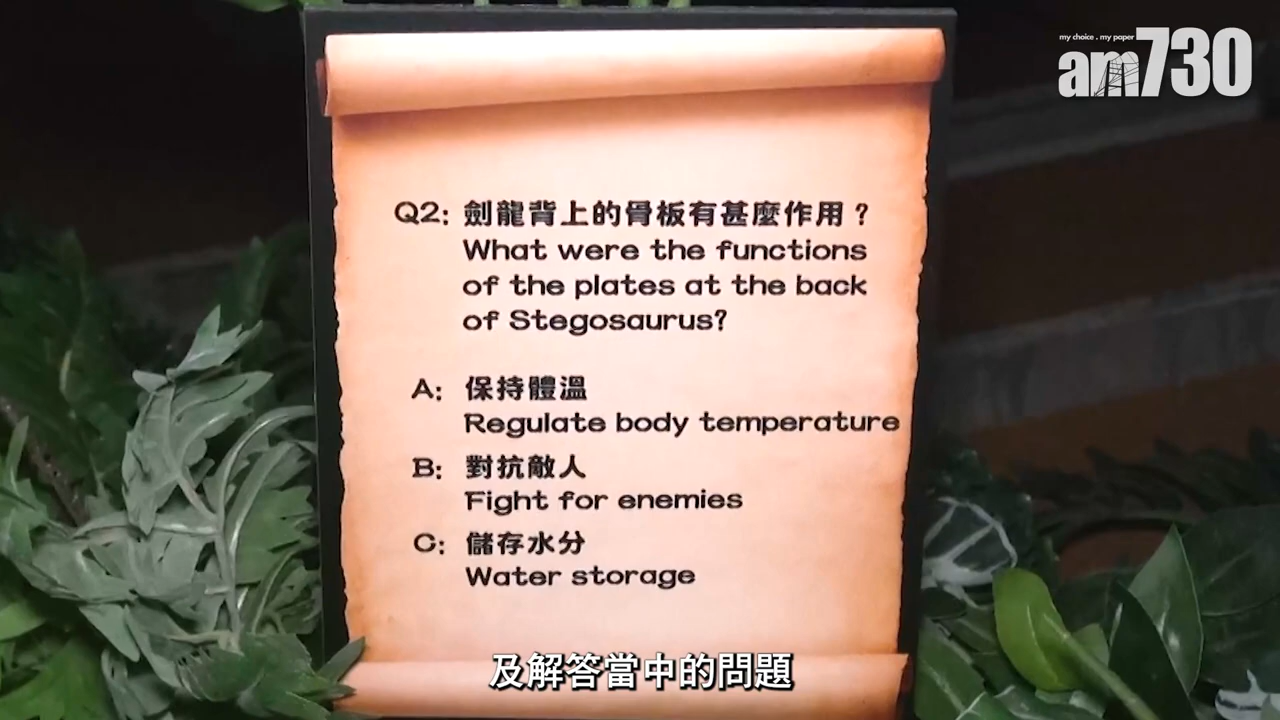 my choice . my paper
am730
Q2: 劍龍背上的骨板有甚麼作用？
What were the functions
of the plates at the back
of Stegosaurus?
A: 保持體溫
Regulate body temperature
B: 對抗敵人
Fight for enemies
C: 儲存水分
Water storage
及解答當中的問題